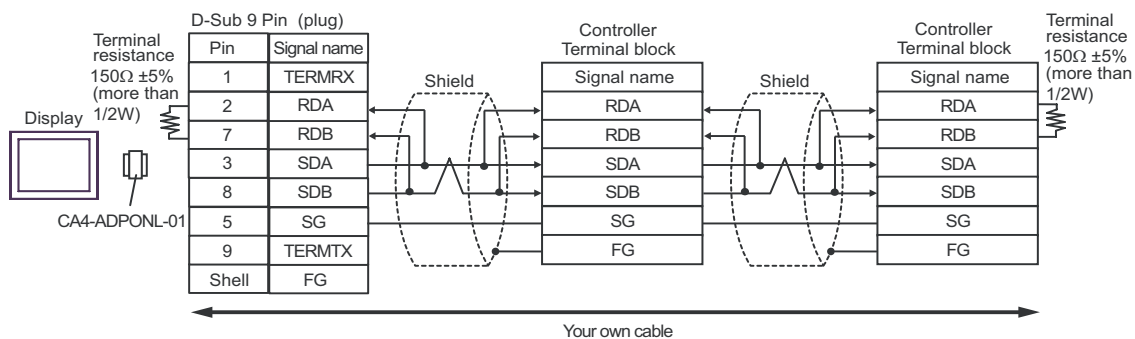 D-Sub 9 Pin (plug)
Terminal
resistance
150Ω ±5%
(more than
1/2W)
Display
CA4-ADPONL-01
Pin Signal name
1 TERMRX
2 RDA
7 RDB
3 SDA
8 SDB
5 SG
9 TERMTX
Shell FG
Shield
Controller
Terminal block
Signal name
RDA
RDB
SDA
SDB
SG
FG
Shield
Controller
Terminal block
Signal name
RDA
RDB
SDA
SDB
SG
FG
Terminal
resistance
150Ω ±5%
(more than
1/2W)
Your own cable